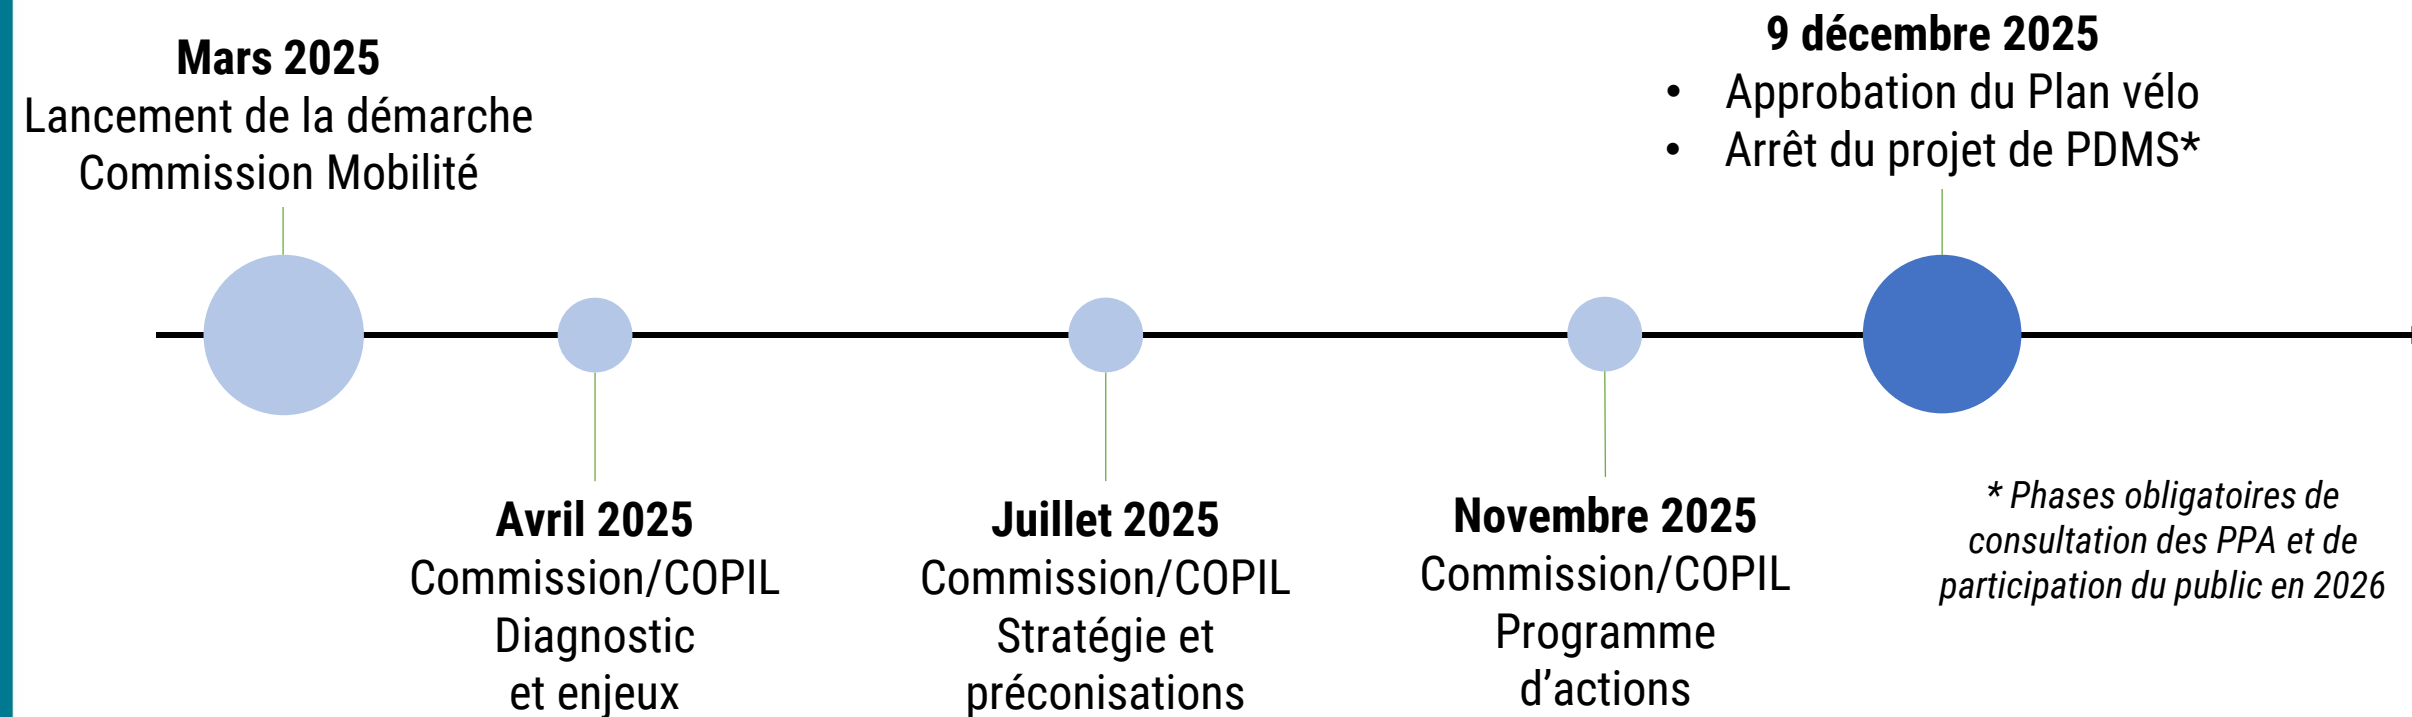 Mars 2025
Lancement de la démarche
Commission Mobilité
9 décembre 2025
• Approbation du Plan vélo
• Arrêt du projet de PDMS*
Avril 2025
Commission/COPIL
Diagnostic
et enjeux
Juillet 2025
Commission/COPIL
Stratégie et
préconisations
Novembre 2025
Commission/COPIL
Programme
d’actions
* Phases obligatoires de
consultation des PPA et de
participation du public en 2026